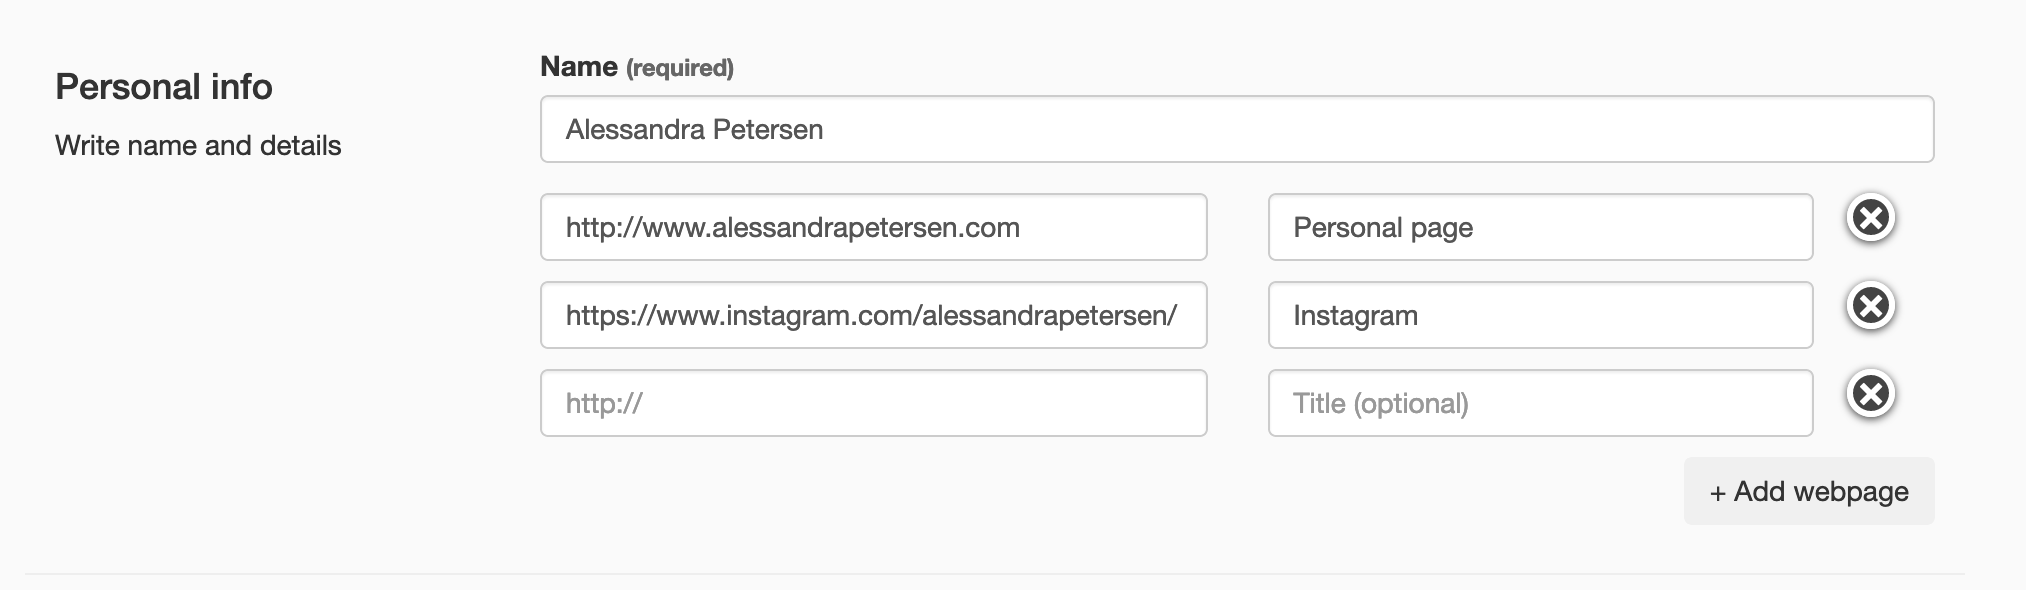 Personal info
Write name and details
Name (required)
Alessandra Petersen
http://www.alessandrapetersen.com
Personal page
https://www.instagram.com/alessandrapetersen/
Instagram
http://
Title (optional)
+ Add webpage